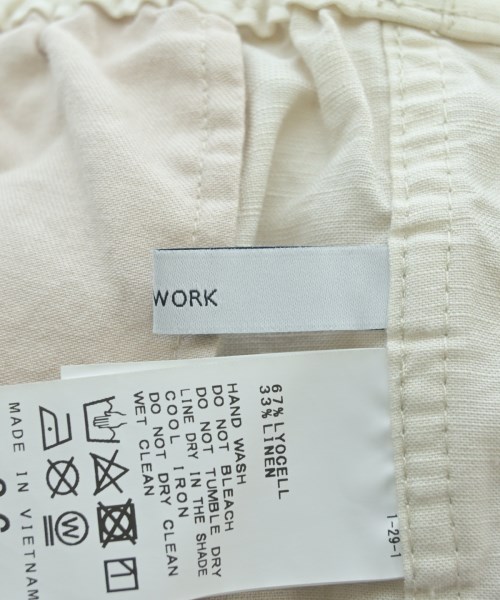 WORK
67% LYOCELL
33% LINEN
HAND WASH
DO NOT BLEACH
DO NOT TUMBLE DRY
LINE DRY IN THE SHADE
COOL IRON
DO NOT DRY CLEAN
WET CLEAN
W
MADE IN VIETNAM
1-29-1